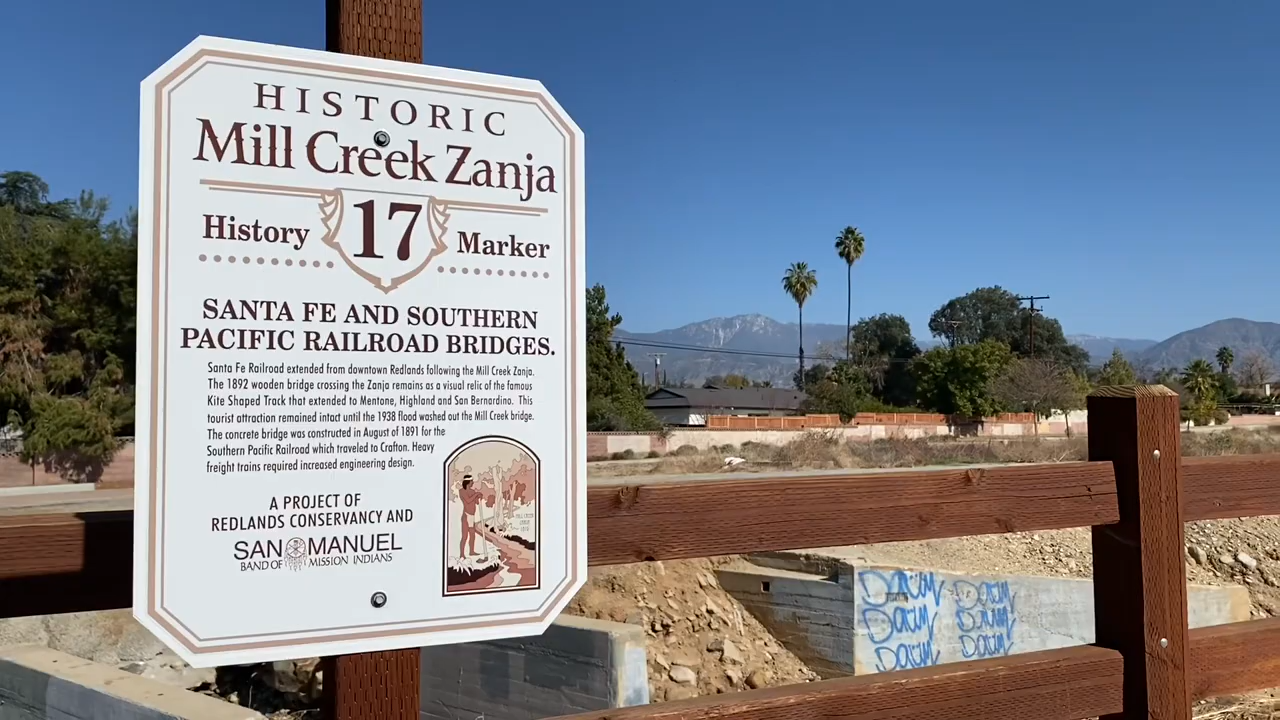 HISTORIC
Mill Creek Zanja
History 17 Marker
SANTA FE AND SOUTHERN
PACIFIC RAILROAD BRIDGES.
Santa Fe Railroad extended from downtown Redlands following the Mill Creek Zanja.
The 1892 wooden bridge crossing the Zanja remains as a visual relic of the famous
Kite Shaped Track that extended to Mentone, Highland and San Bernardino. This
tourist attraction remained intact until the 1938 flood washed out the Mill Creek bridge.
The concrete bridge was constructed in August of 1891 for the
Southern Pacific Railroad which traveled to Crafton. Heavy
freight trains required increased engineering design.
A PROJECT OF
REDLANDS CONSERVANCY AND
SAN MANUEL
BAND OF MISSION INDIANS